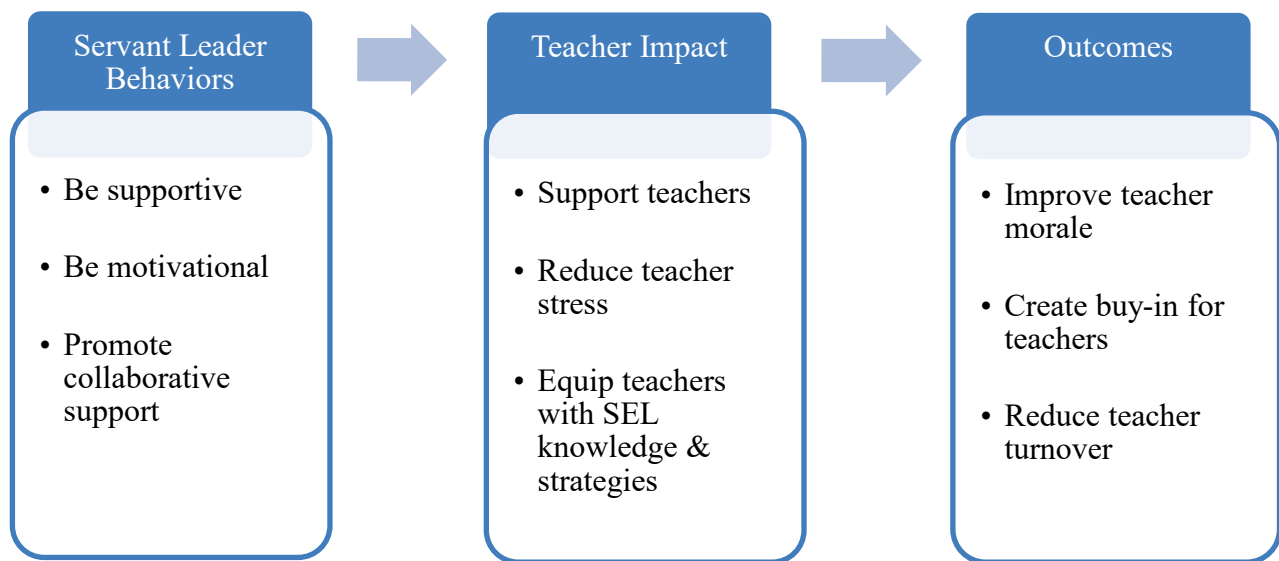 Servant Leader
Behaviors
• Be supportive
• Be motivational
• Promote
collaborative
support
Teacher Impact
• Support teachers
• Reduce teacher
stress
• Equip teachers
with SEL
knowledge &
strategies
Outcomes
• Improve teacher
morale
• Create buy-in for
teachers
• Reduce teacher
turnover